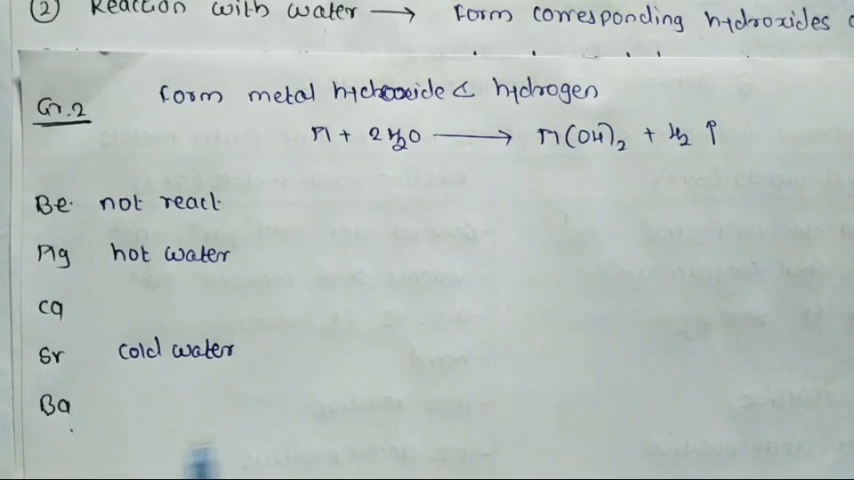 ② Reaction with water → Form corresponding hydroxides
Gr.2 Form metal hydroxide & hydrogen
M + 2H₂O → M(OH)₂ + H₂ ↑
Be not react
Mg hot water
Ca
Sr cold water
Ba